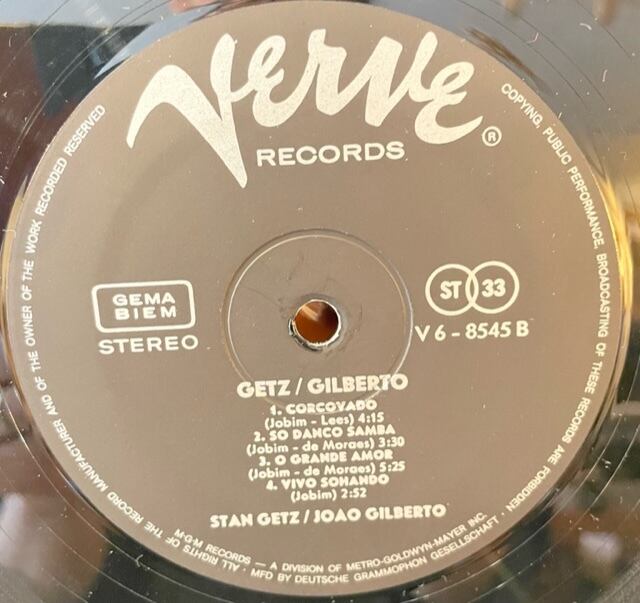 Verve®
RECORDS
GEMA
BIEM
STEREO
ST 33
V 6 - 8545 B
GETZ / GILBERTO
1. CORCOVADO
(Jobim - Lees) 4:15
2. SO DANCO SAMBA
(Jobim - de Moraes) 3:30
3. O GRANDE AMOR
(Jobim - de Moraes) 5:25
4. VIVO SOHANDO
(Jobim) 2:52
STAN GETZ / JOAO GILBERTO
M-G-M RECORDS — A DIVISION OF METRO-GOLDWYN-MAYER INC.
ALL RIGHTS OF THE RECORD MANUFACTURER AND OF THE OWNER OF THE WORK RECORDED RESERVED
COPYING, PUBLIC PERFORMANCE, BROADCASTING OF THESE RECORDS ARE FORBIDDEN
· MFD BY DEUTSCHE GRAMMOPHON GESELLSCHAFT ·